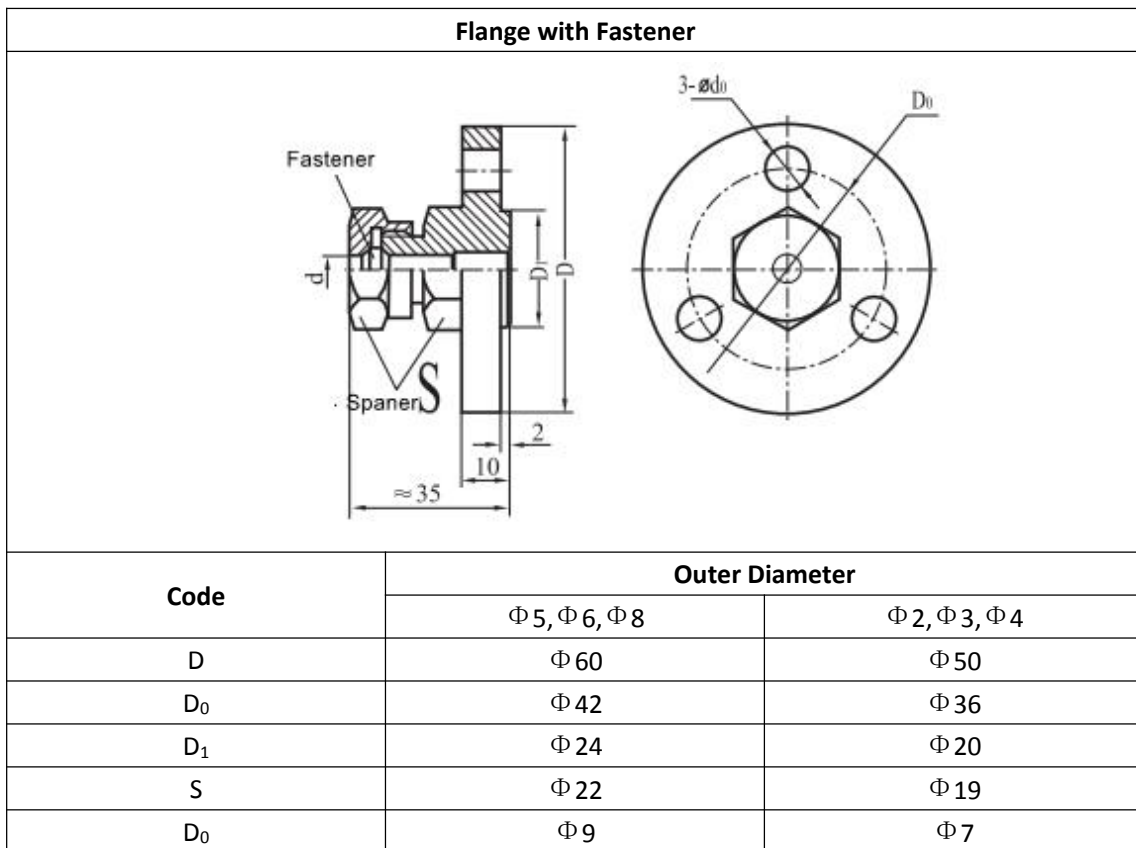 Flange with Fastener
3-ød₀
D₀
Fastener
d
D₁
D
. Spaner S
2
10
≈35
Code
Outer Diameter
Φ5,Φ6,Φ8 Φ2,Φ3,Φ4
D Φ60 Φ50
D₀ Φ42 Φ36
D₁ Φ24 Φ20
S Φ22 Φ19
D₀ Φ9 Φ7